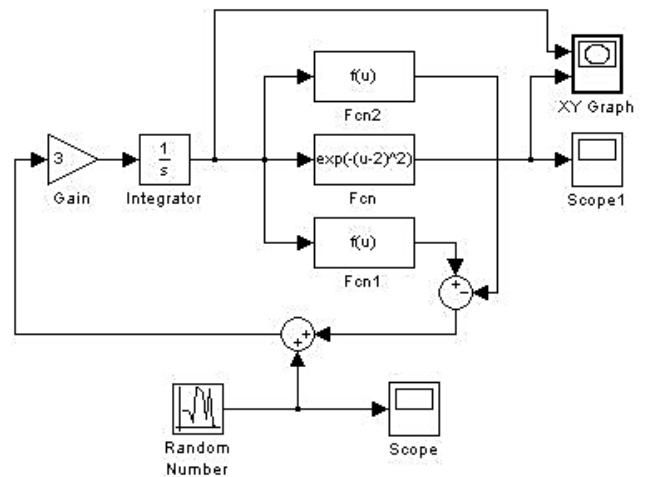 f(u)
Fcn2
XY Graph
3
Gain
1
s
Integrator
exp(-(u-2)^2)
Fcn
Scope1
f(u)
Fcn1
+
−
+
+
Random
Number
Scope